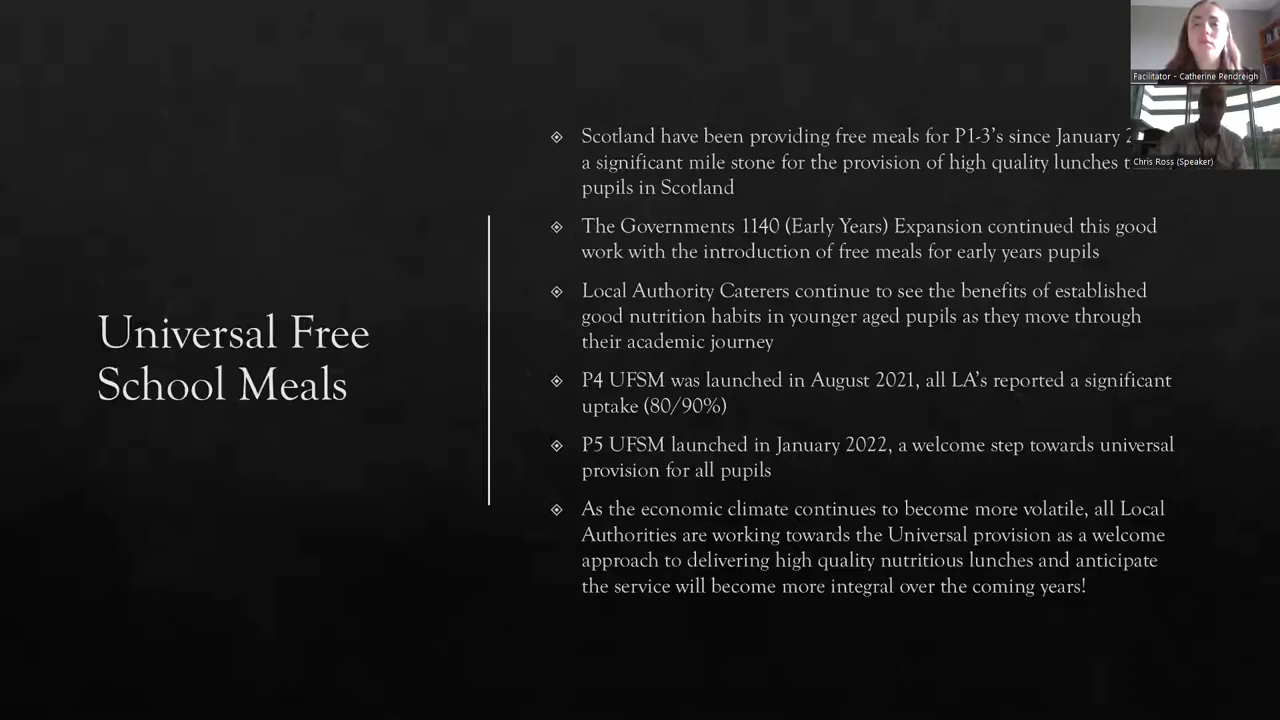 Universal Free
School Meals
Scotland have been providing free meals for P1-3's since January
a significant mile stone for the provision of high quality lunches
pupils in Scotland
The Governments 1140 (Early Years) Expansion continued this good
work with the introduction of free meals for early years pupils
Local Authority Caterers continue to see the benefits of established
good nutrition habits in younger aged pupils as they move through
their academic journey
P4 UFSM was launched in August 2021, all LA's reported a significant
uptake (80/90%)
P5 UFSM launched in January 2022, a welcome step towards universal
provision for all pupils
As the economic climate continues to become more volatile, all Local
Authorities are working towards the Universal provision as a welcome
approach to delivering high quality nutritious lunches and anticipate
the service will become more integral over the coming years!
Facilitator - Catherine Pendreigh
Chris Ross (Speaker)